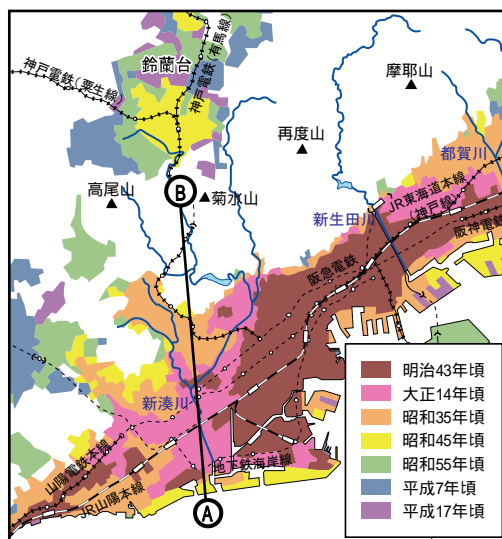 神戸電鉄(有馬線)
鈴蘭台
神戸電鉄(粟生線)
摩耶山
再度山
都賀川
高尾山
B
菊水山
JR東海道本線
(神戸線)
新生田川
阪神電鉄
阪急電鉄
新湊川
山陽電鉄本線
JR山陽本線
地下鉄海岸線
A
明治43年頃
大正14年頃
昭和35年頃
昭和45年頃
昭和55年頃
平成7年頃
平成17年頃